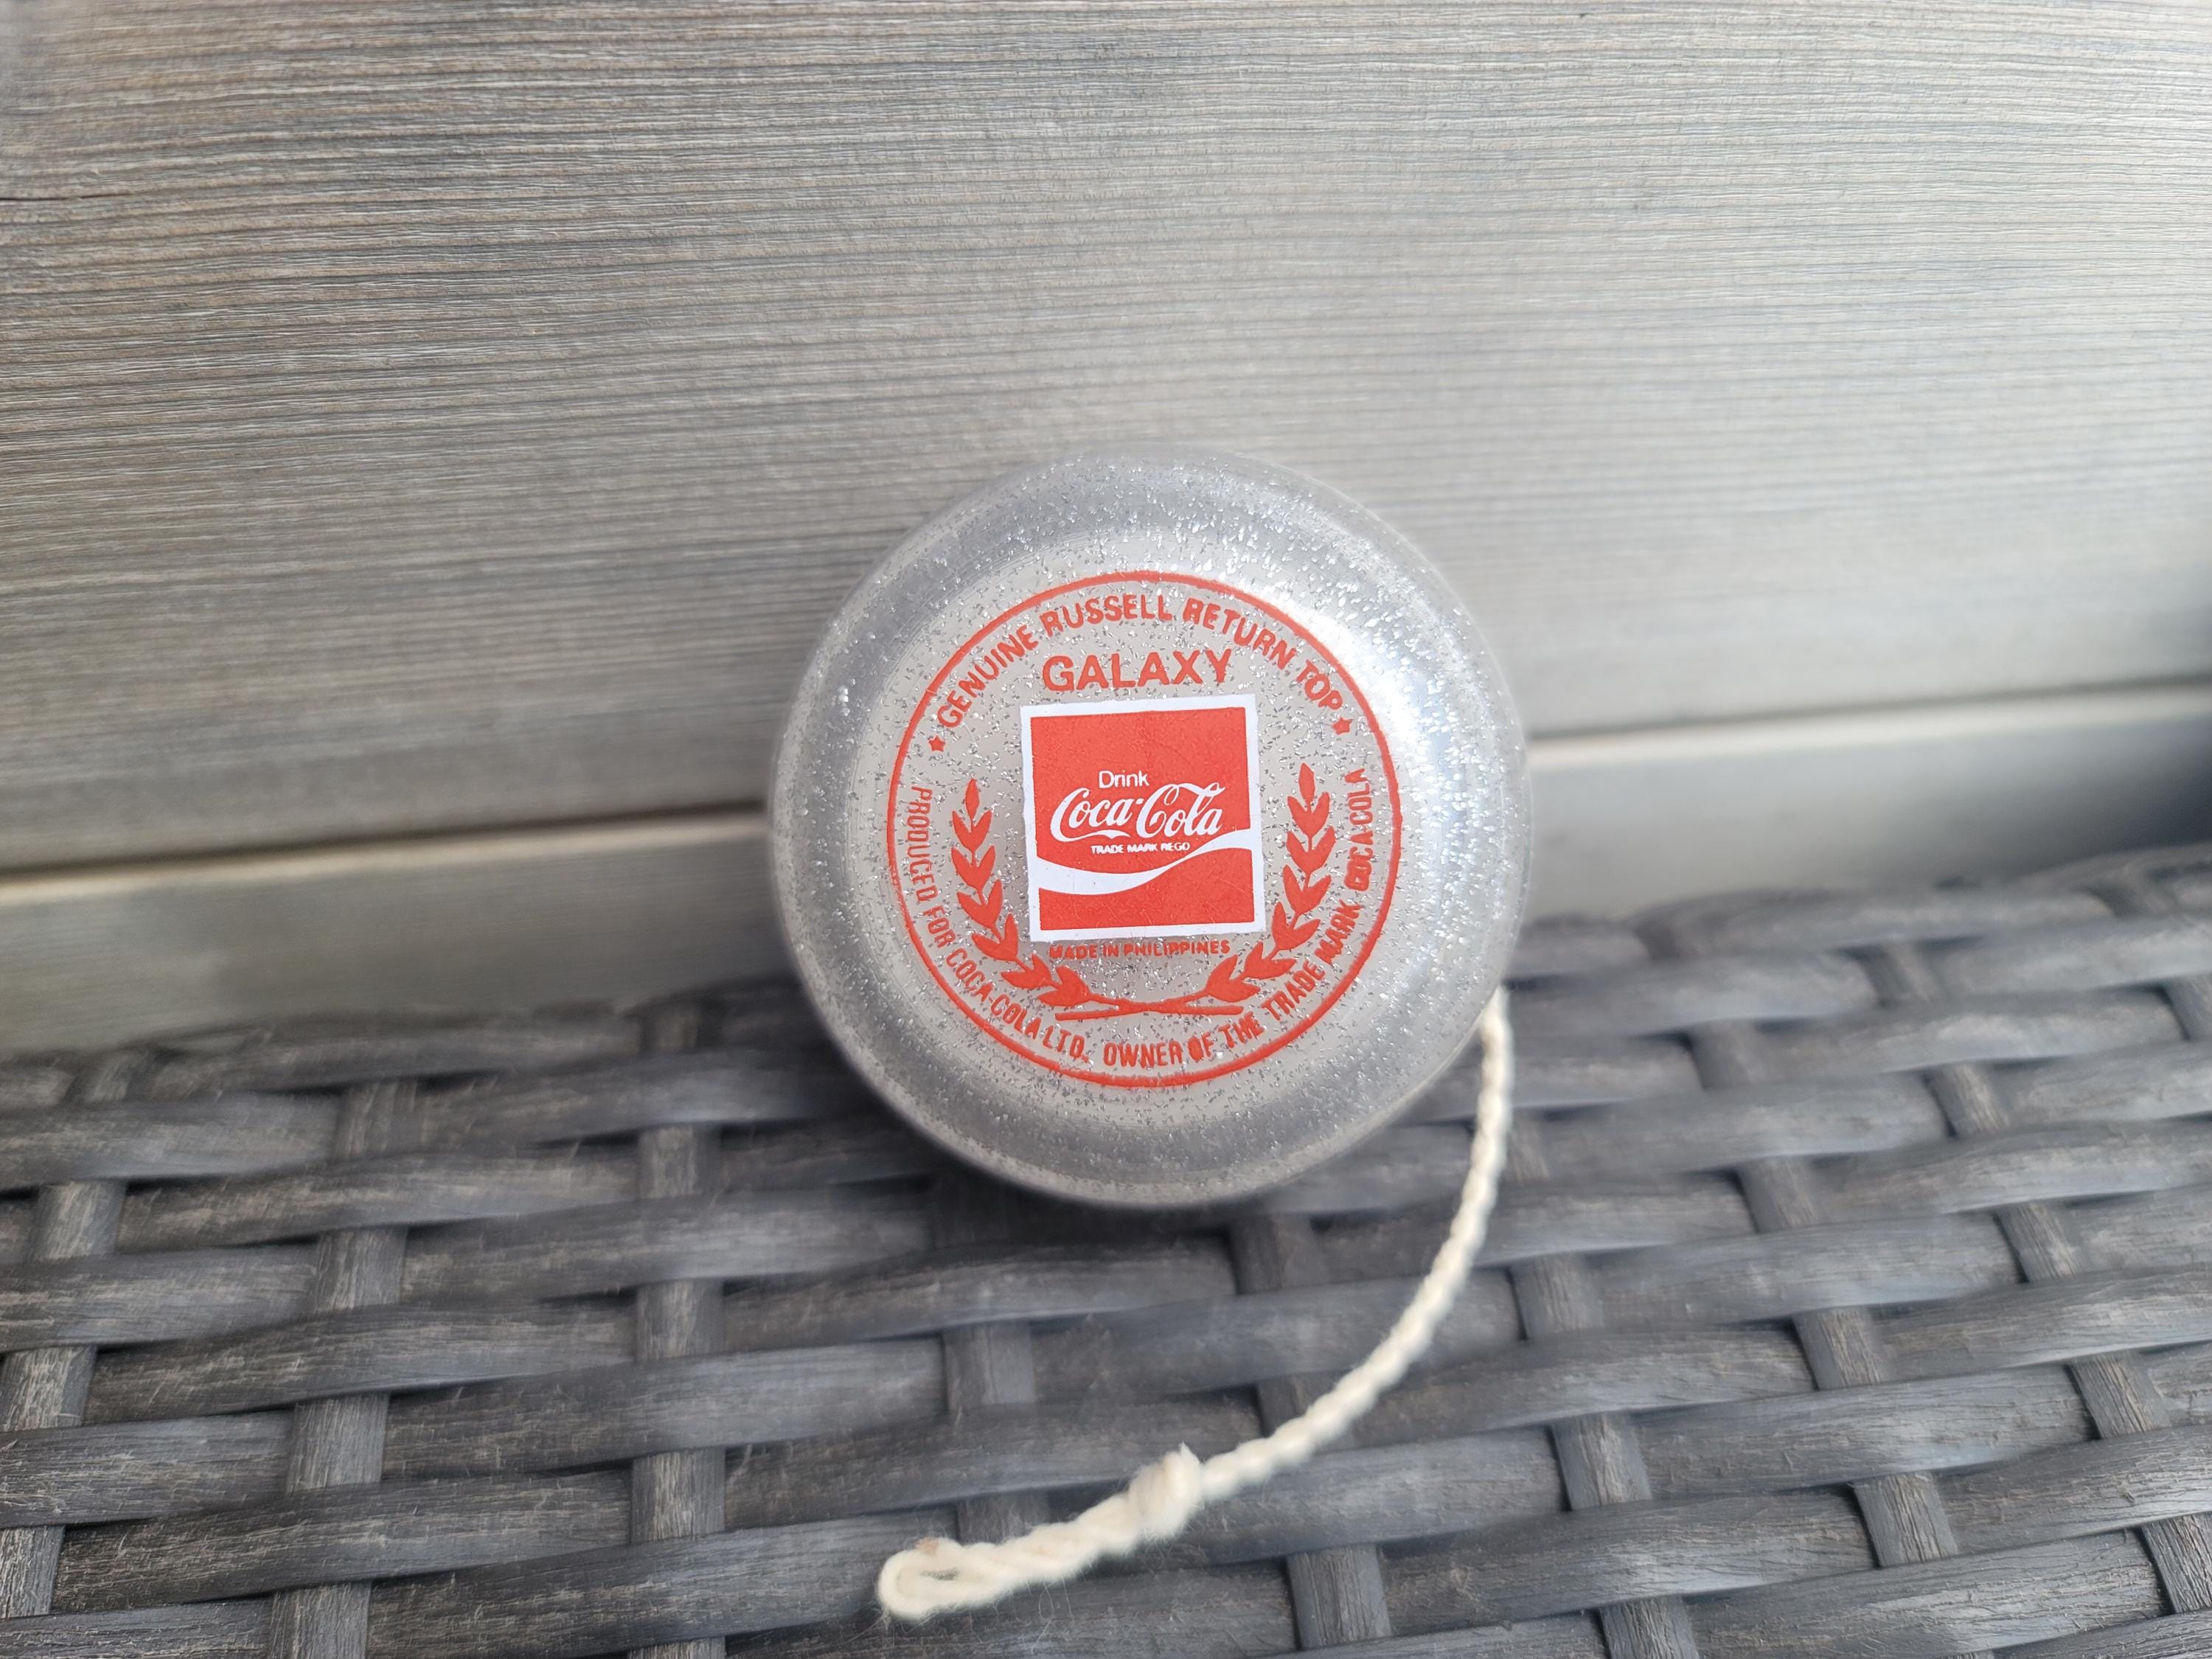 ★ GENUINE RUSSELL RETURN TOP ★
GALAXY
Drink
Coca-Cola
TRADE MARK REGD
MADE IN PHILIPPINES
PRODUCED FOR COCA-COLA LTD. OWNER OF THE TRADE MARK COCA-COLA